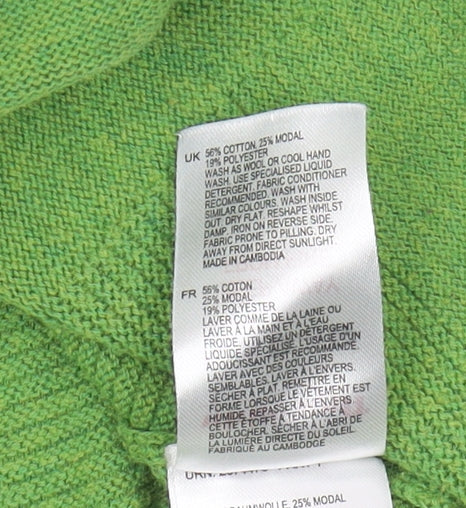 UK 56% COTTON, 25% MODAL
19% POLYESTER
WASH AS WOOL OR COOL HAND
WASH. USE SPECIALISED LIQUID
DETERGENT. FABRIC CONDITIONER
RECOMMENDED. WASH WITH
SIMILAR COLOURS. WASH INSIDE
OUT. DRY FLAT. RESHAPE WHILST
DAMP. IRON ON REVERSE SIDE.
FABRIC PRONE TO PILLING. DRY
AWAY FROM DIRECT SUNLIGHT.
MADE IN CAMBODIA
FR 56% COTON
25% MODAL
19% POLYESTER
LAVER COMME DE LA LAINE OU
LAVER À LA MAIN ET À L'EAU
FROIDE. UTILISEZ UN DÉTERGENT
LIQUIDE SPÉCIALISÉ. L'USAGE D'UN
ADOUCISSANT EST RECOMMANDÉ.
LAVER AVEC DES COULEURS
SEMBLABLES. LAVER À L'ENVERS.
SÉCHER À PLAT. REMETTRE EN
FORME LORSQUE LE VÊTEMENT EST
HUMIDE. REPASSER À L'ENVERS.
CETTE ÉTOFFE À TENDANCE À
BOULOCHER. SÉCHER À L'ABRI DE
LA LUMIÈRE DIRECTE DU SOLEIL.
FABRIQUÉ AU CAMBODGE
BAUMWOLLE, 25% MODAL